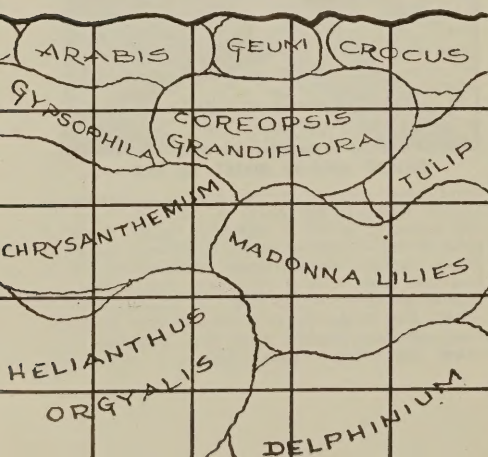 ARABIS
GEUM
CROCUS
GYPSOPHILA
COREOPSIS
GRANDIFLORA
TULIP
CHRYSANTHEMUM
MADONNA LILIES
HELIANTHUS
ORGYALIS
DELPHINIUM